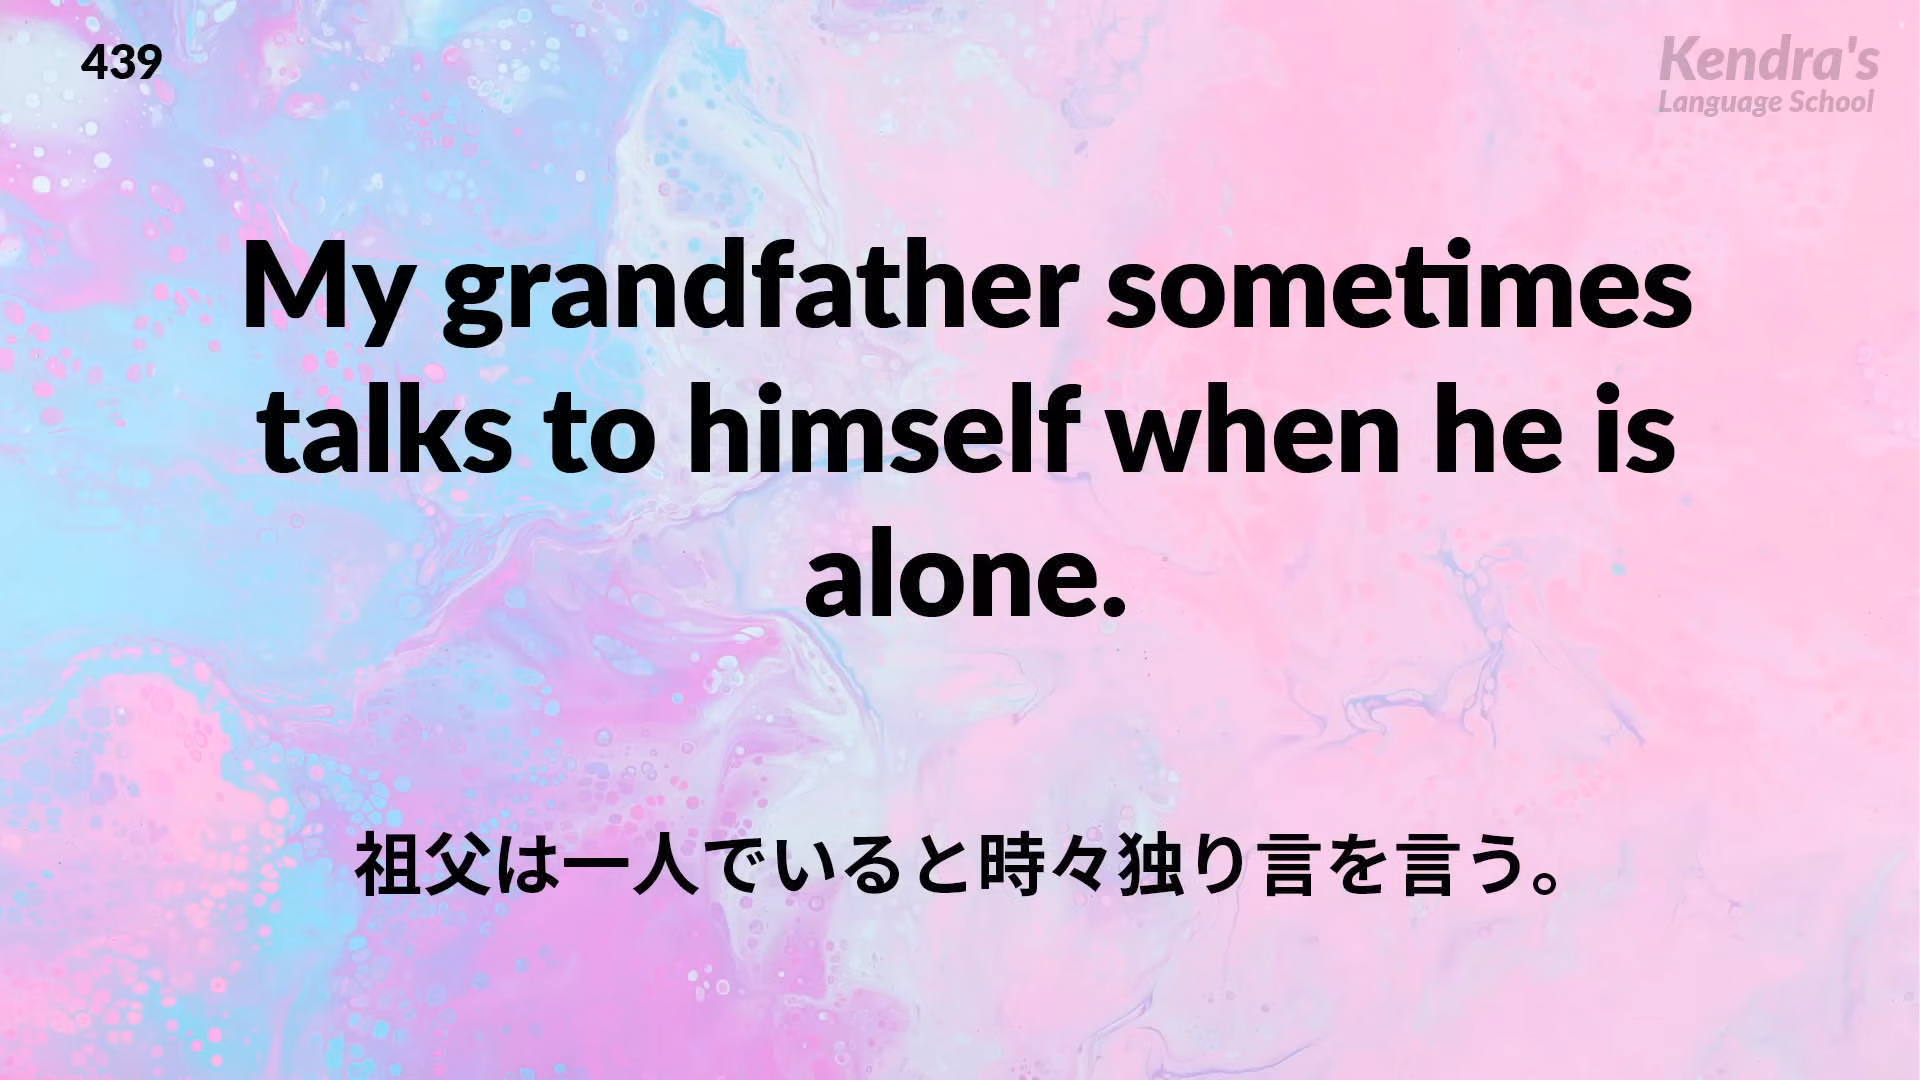 439
Kendra's
Language School
My grandfather sometimes
talks to himself when he is
alone.
祖父は一人でいると時々独り言を言う。